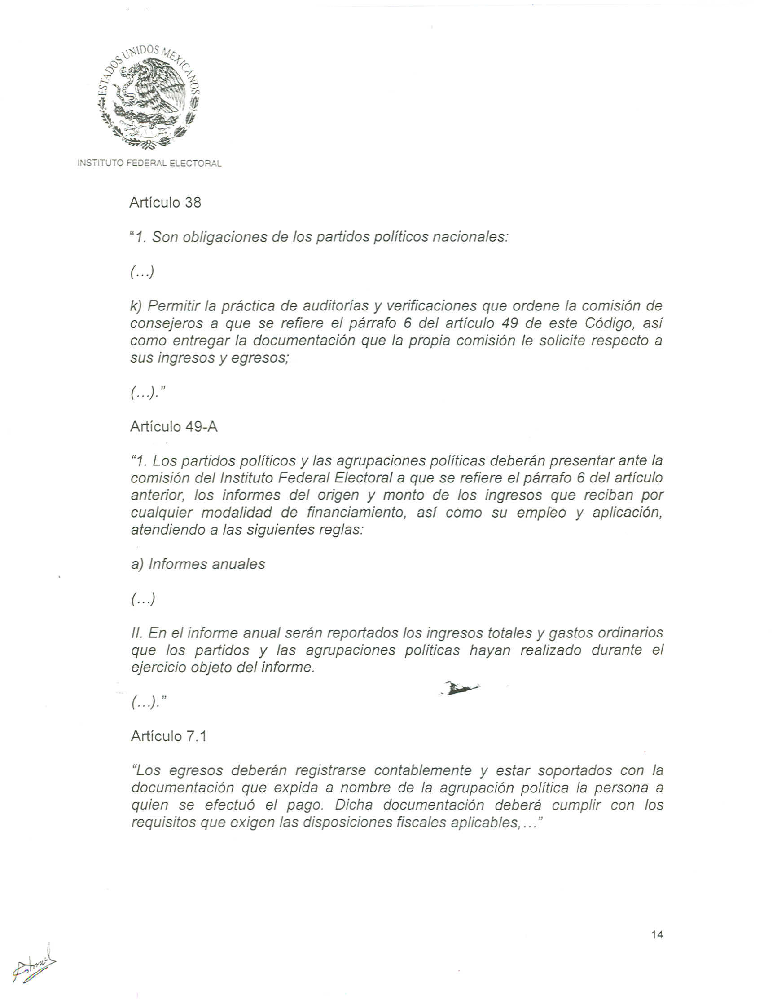 ESTADOS UNIDOS MEXICANOS
INSTITUTO FEDERAL ELECTORAL
Artículo 38
“1. Son obligaciones de los partidos políticos nacionales:
(...)
k) Permitir la práctica de auditorías y verificaciones que ordene la comisión de
consejeros a que se refiere el párrafo 6 del artículo 49 de este Código, así
como entregar la documentación que la propia comisión le solicite respecto a
sus ingresos y egresos;
(...).”
Artículo 49-A
“1. Los partidos políticos y las agrupaciones políticas deberán presentar ante la
comisión del Instituto Federal Electoral a que se refiere el párrafo 6 del artículo
anterior, los informes del origen y monto de los ingresos que reciban por
cualquier modalidad de financiamiento, así como su empleo y aplicación,
atendiendo a las siguientes reglas:
a) Informes anuales
(...)
II. En el informe anual serán reportados los ingresos totales y gastos ordinarios
que los partidos y las agrupaciones políticas hayan realizado durante el
ejercicio objeto del informe.
(...).”
Artículo 7.1
“Los egresos deberán registrarse contablemente y estar soportados con la
documentación que expida a nombre de la agrupación política la persona a
quien se efectuó el pago. Dicha documentación deberá cumplir con los
requisitos que exigen las disposiciones fiscales aplicables,...”
14